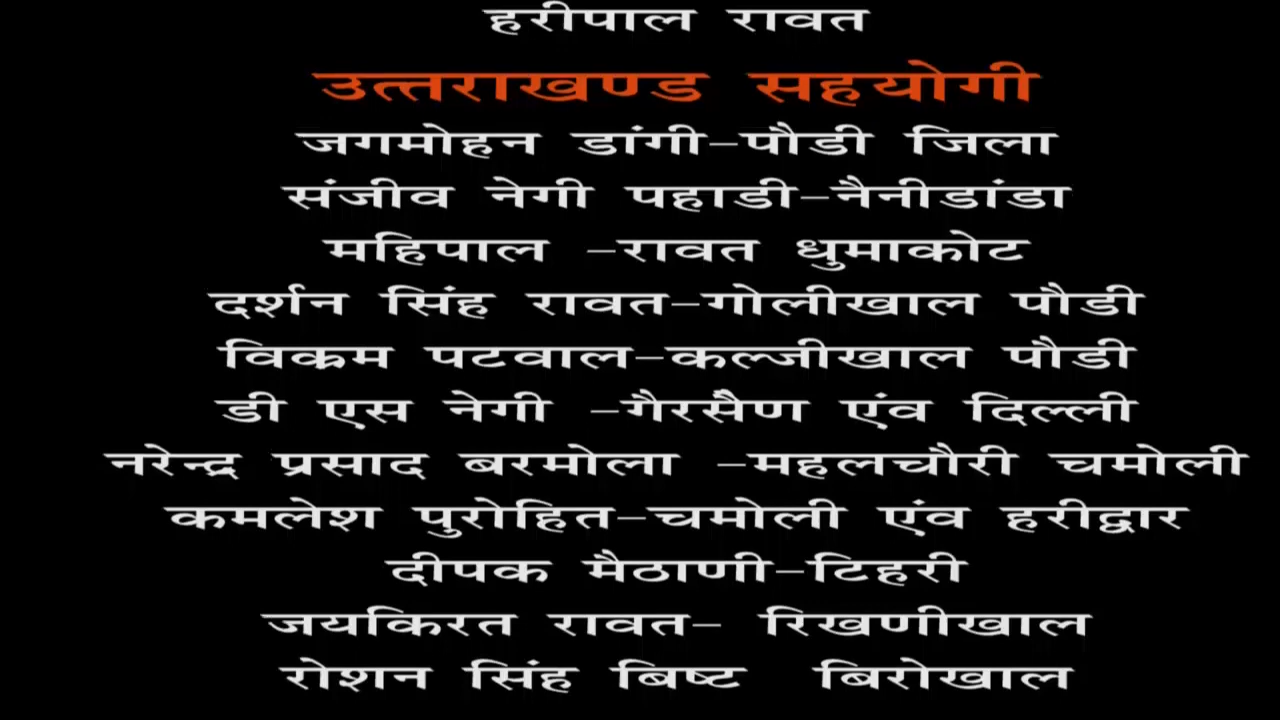 हरीपाल रावत
उत्तराखण्ड सहयोगी
जगमोहन डांगी-पौडी जिला
संजीव नेगी पहाडी-नैनीडांडा
महिपाल -रावत धुमाकोट
दर्शन सिंह रावत-गोलीखाल पौडी
विक्रम पटवाल-कल्जीखाल पौडी
डी एस नेगी -गैरसैण एंव दिल्ली
नरेन्द्र प्रसाद बरमोला -महलचौरी चमोली
कमलेश पुरोहित-चमोली एंव हरीद्वार
दीपक मैठाणी-टिहरी
जयकिरत रावत- रिखणीखाल
रोशन सिंह बिष्ट बिरोखाल